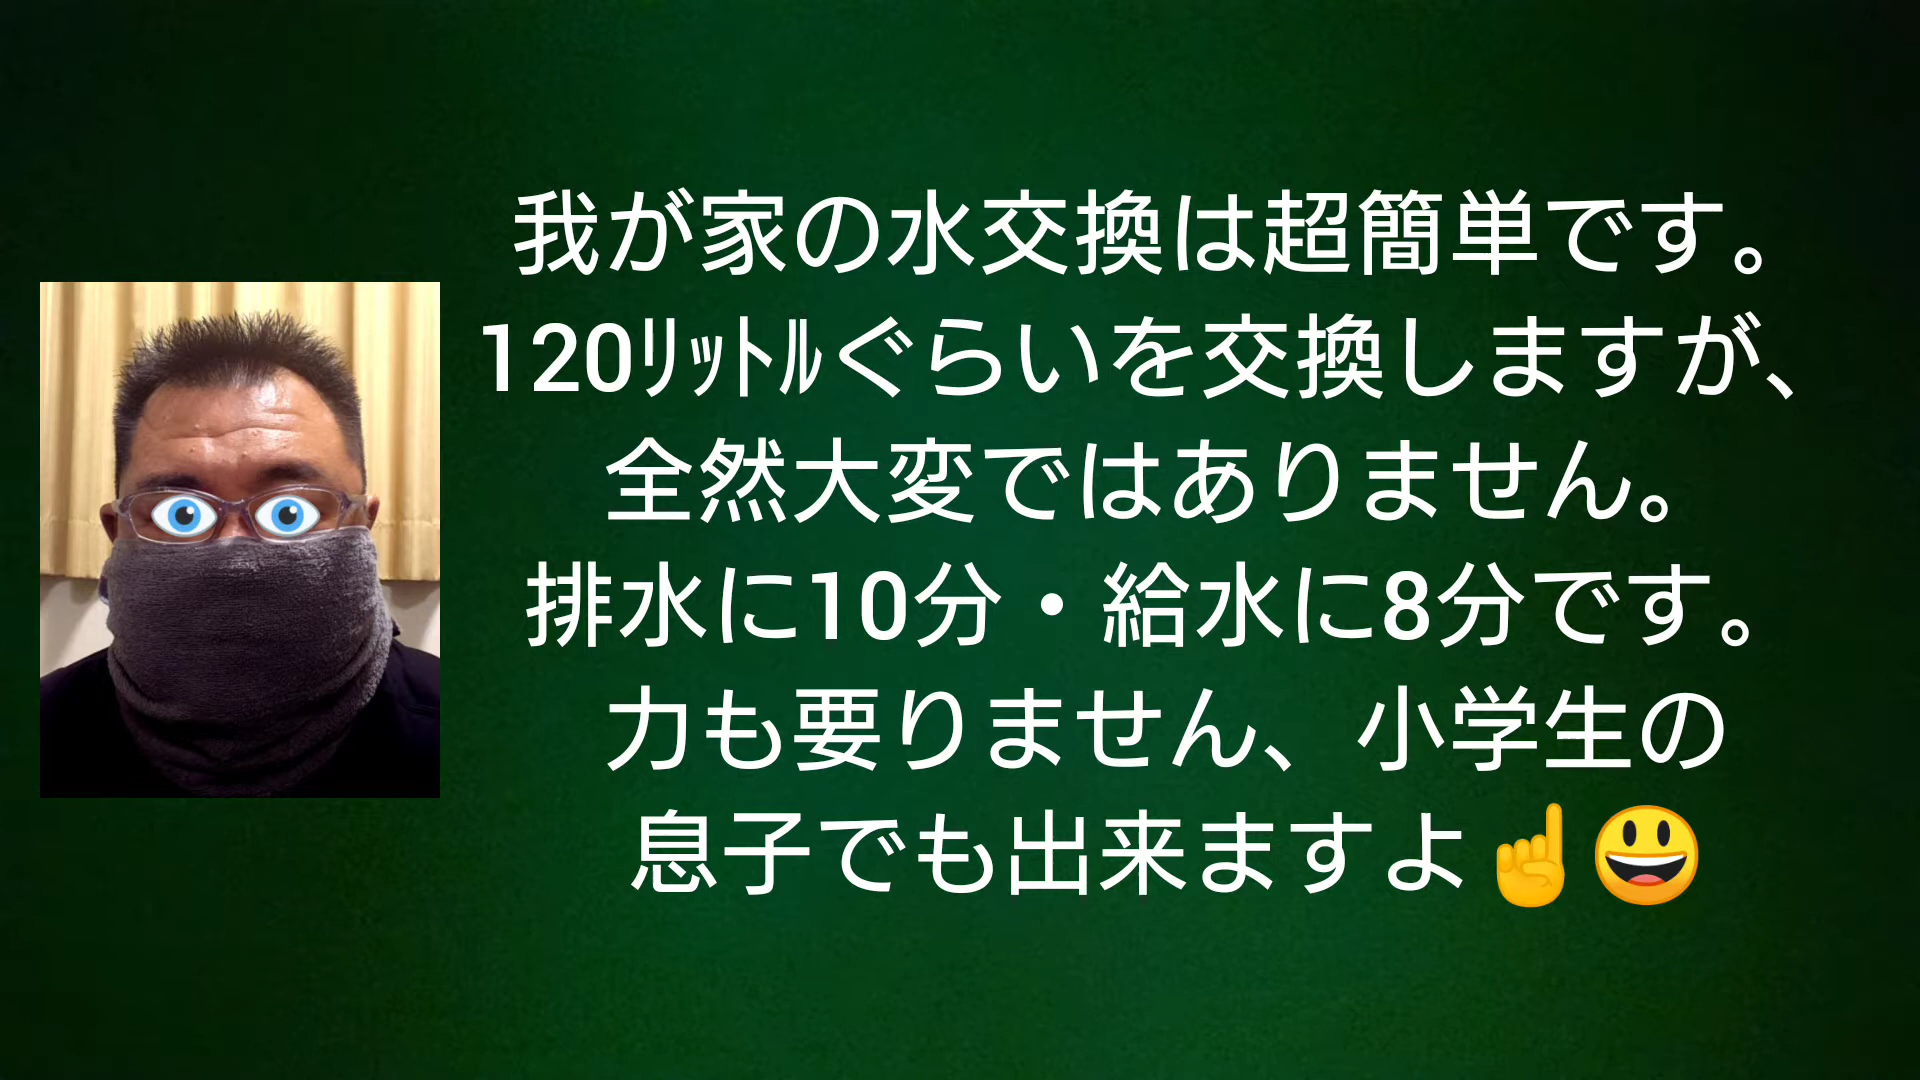 我が家の水交換は超簡単です。
120ﾘｯﾄﾙぐらいを交換しますが、
全然大変ではありません。
排水に10分・給水に8分です。
力も要りません、小学生の
息子でも出来ますよ☝😃